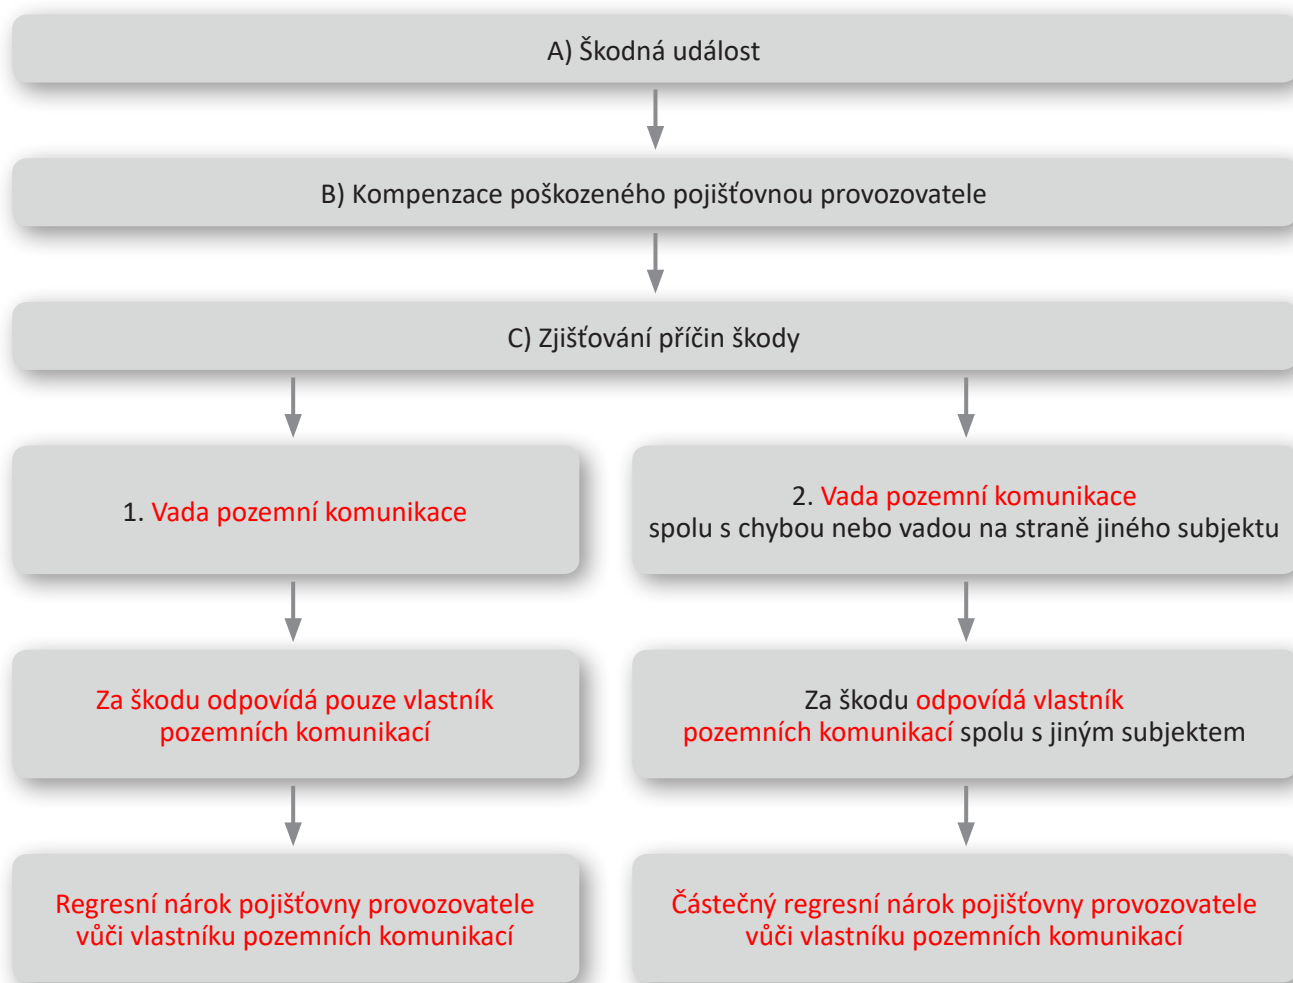 A) Škodná událost
B) Kompenzace poškozeného pojišťovnou provozovatele
C) Zjišťování příčin škody
1. Vada pozemní komunikace
2. Vada pozemní komunikace
spolu s chybou nebo vadou na straně jiného subjektu
Za škodu odpovídá pouze vlastník
pozemních komunikací
Za škodu odpovídá vlastník
pozemních komunikací spolu s jiným subjektem
Regresní nárok pojišťovny provozovatele
vůči vlastníku pozemních komunikací
Částečný regresní nárok pojišťovny provozovatele
vůči vlastníku pozemních komunikací